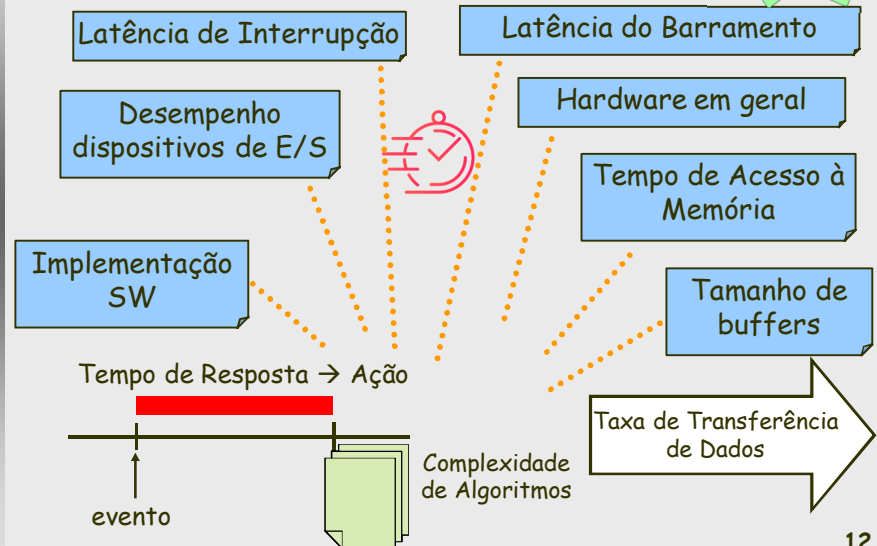 Latência de Interrupção
Latência do Barramento
Desempenho
dispositivos de E/S
Hardware em geral
Tempo de Acesso à
Memória
Implementação
SW
Tamanho de
buffers
Tempo de Resposta → Ação
Taxa de Transferência
de Dados
Complexidade
de Algoritmos
evento
12